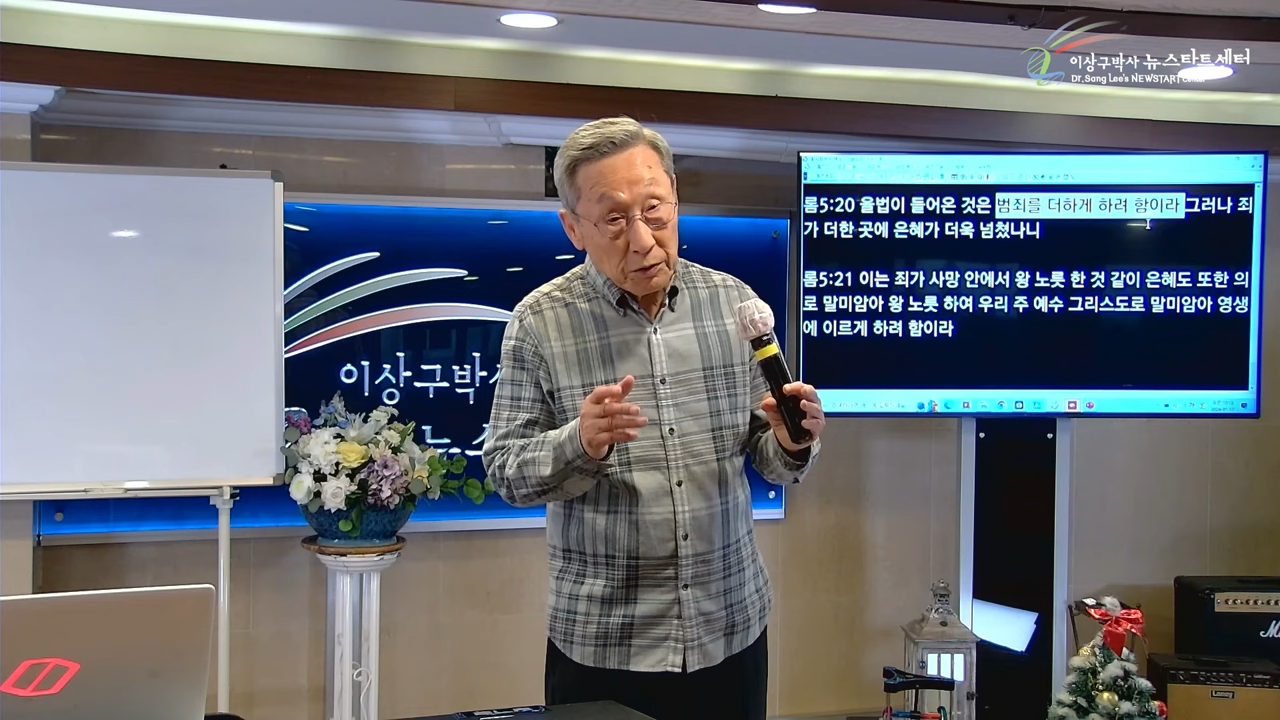 이상구박사 뉴스타트센터
Dr. Sang Lee's NEWSTART Center
롬5:20 율법이 들어온 것은 범죄를 더하게 하려 함이라 그러나 죄
가 더한 곳에 은혜가 더욱 넘쳤나니
롬5:21 이는 죄가 사망 안에서 왕 노릇 한 것 같이 은혜도 또한 의
로 말미암아 왕 노릇 하여 우리 주 예수 그리스도로 말미암아 영생
에 이르게 하려 함이라
이상구박
뉴스
Laney